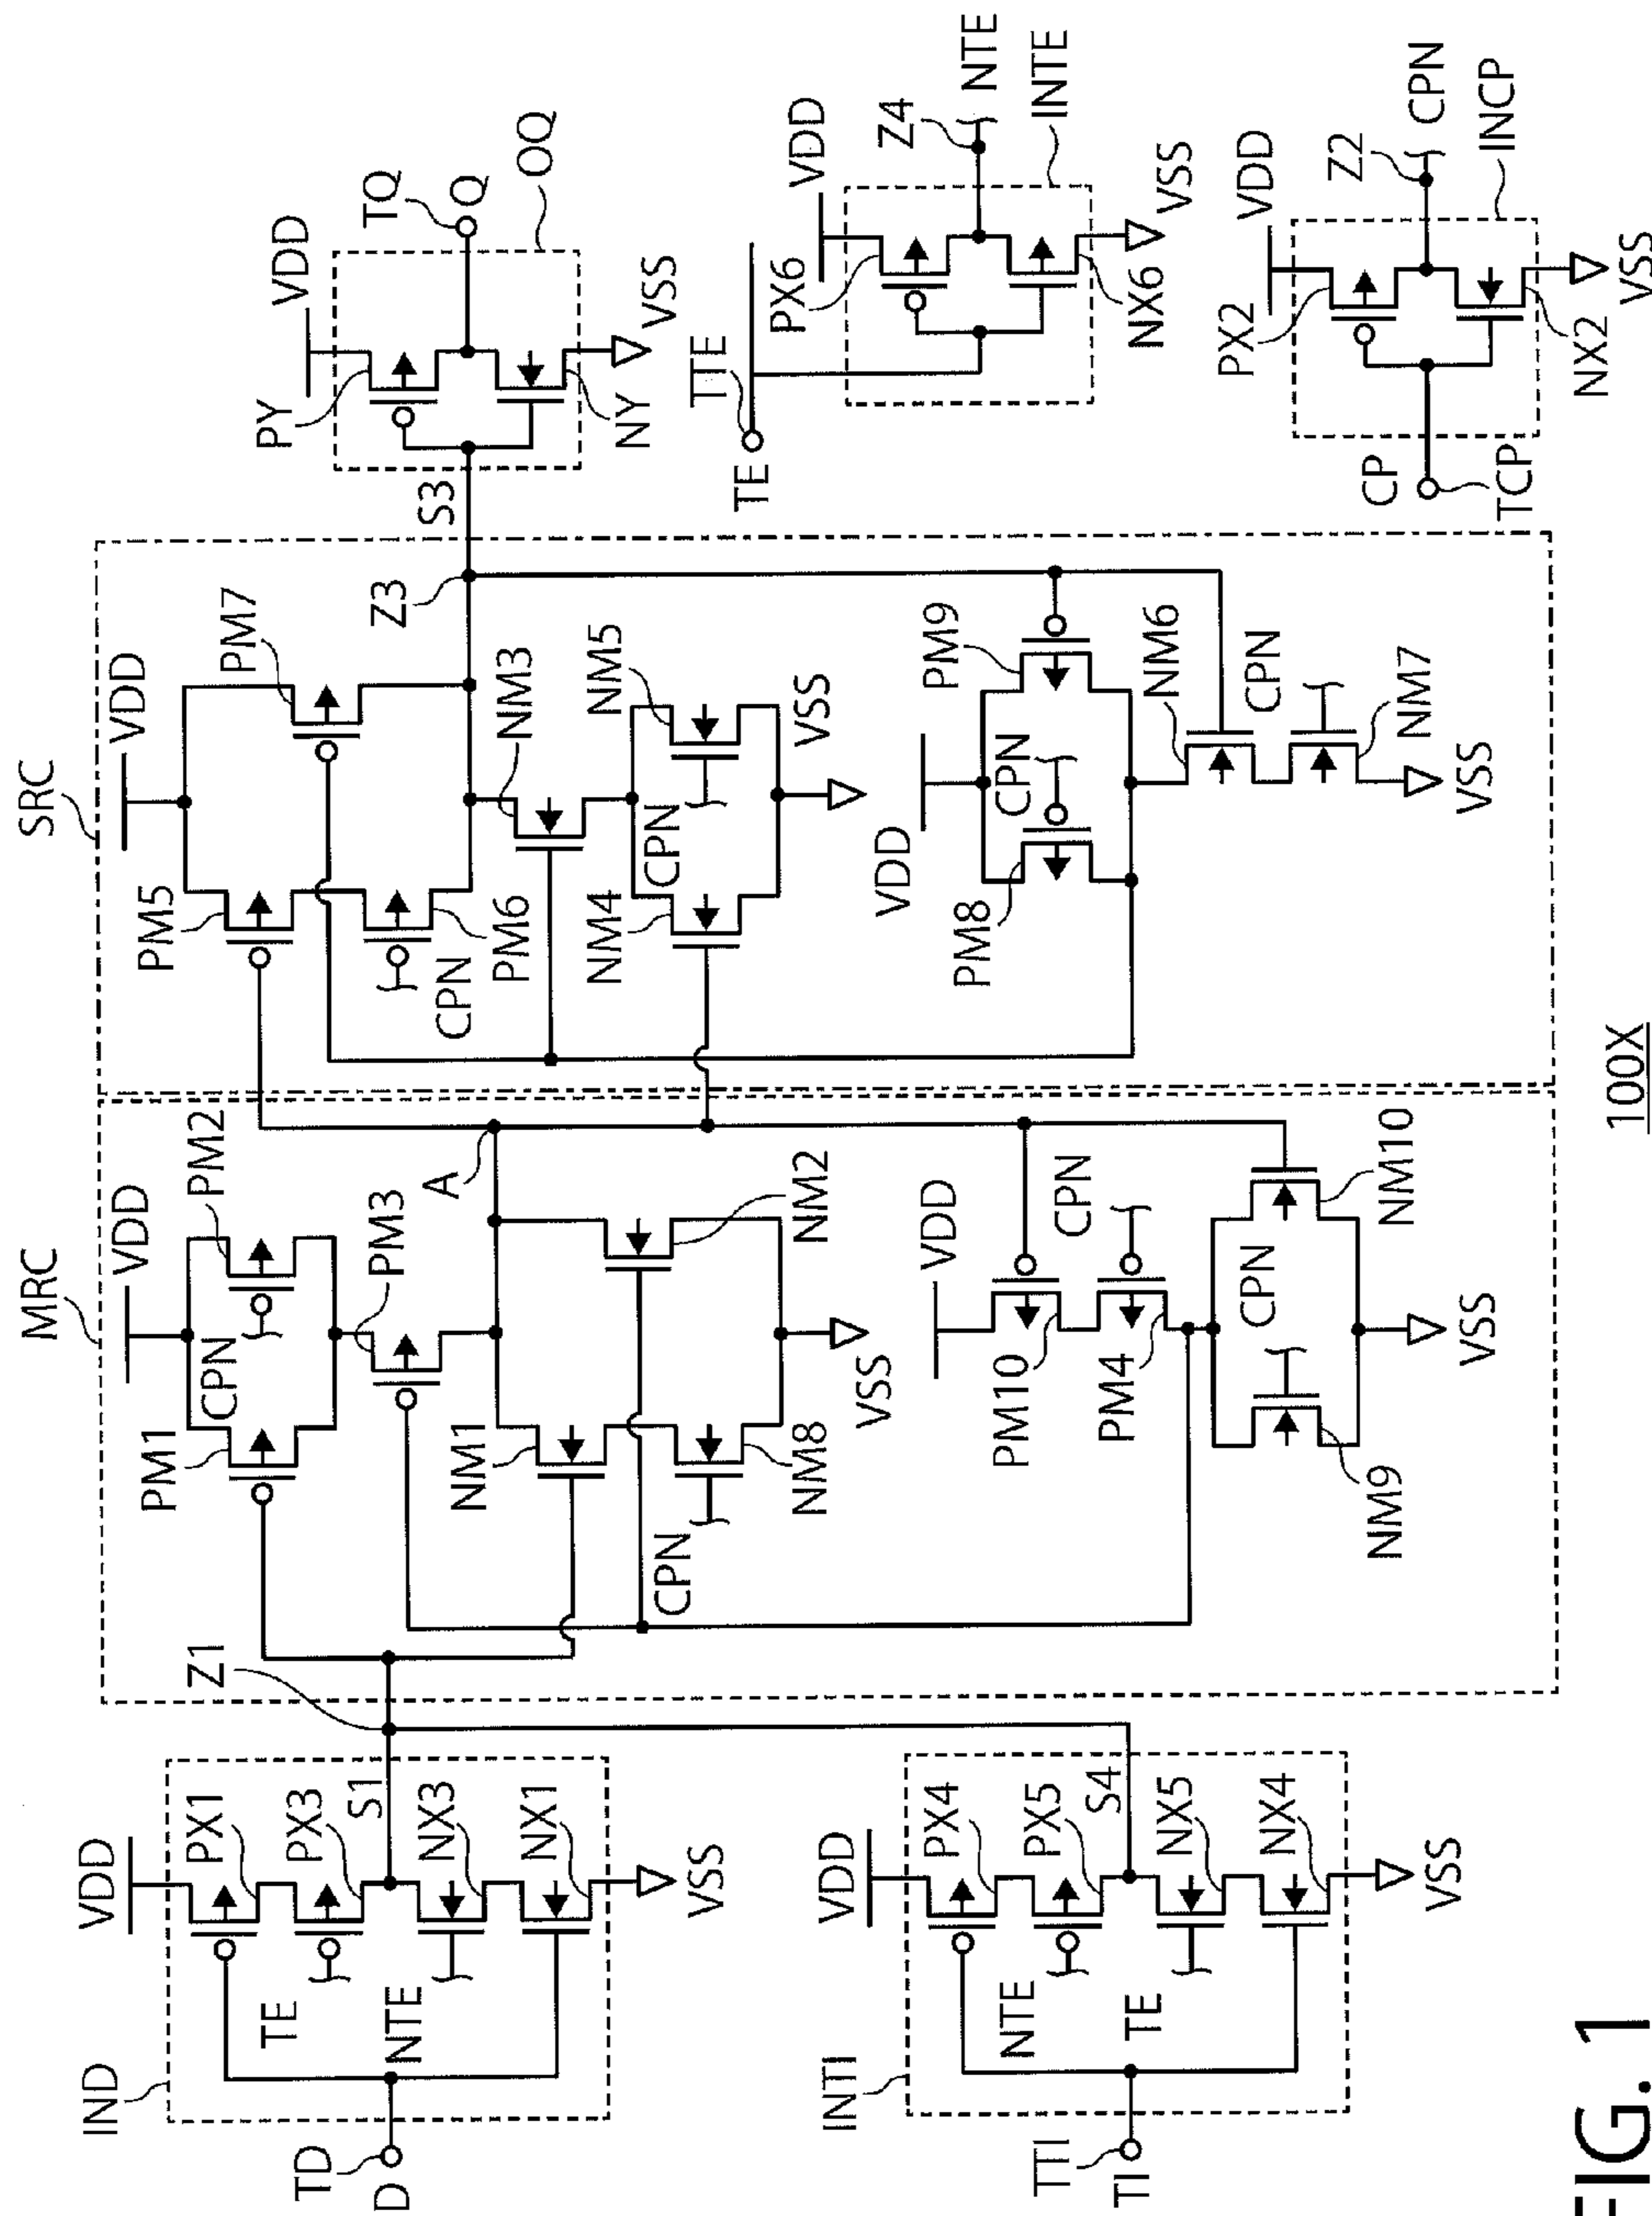 FIG. 1
100X
IND
TD
D
VDD
PX1
PX3
S1
NX3
NX1
TE
NTE
VSS
INTI
TTI
TI
VDD
PX4
PX5
S4
NX5
NX4
NTE
TE
VSS
Z1
MRC
VDD
PM1
CPN
PM2
PM3
A
NM1
NM2
CPN
NM8
VSS
VDD
PM10
CPN
PM4
CPN
NM9
NM10
VSS
SRC
VDD
PM5
PM7
CPN
PM6
Z3
NM3
NM4
CPN
NM5
VSS
VDD
PM8
CPN
PM9
NM6
CPN
NM7
VSS
S3
PY
VDD
TQ
Q
OQ
NY
VSS
TE
TTE
PX6
VDD
Z4
NTE
INTE
NX6
VSS
CP
TCP
PX2
VDD
Z2
CPN
INCP
NX2
VSS